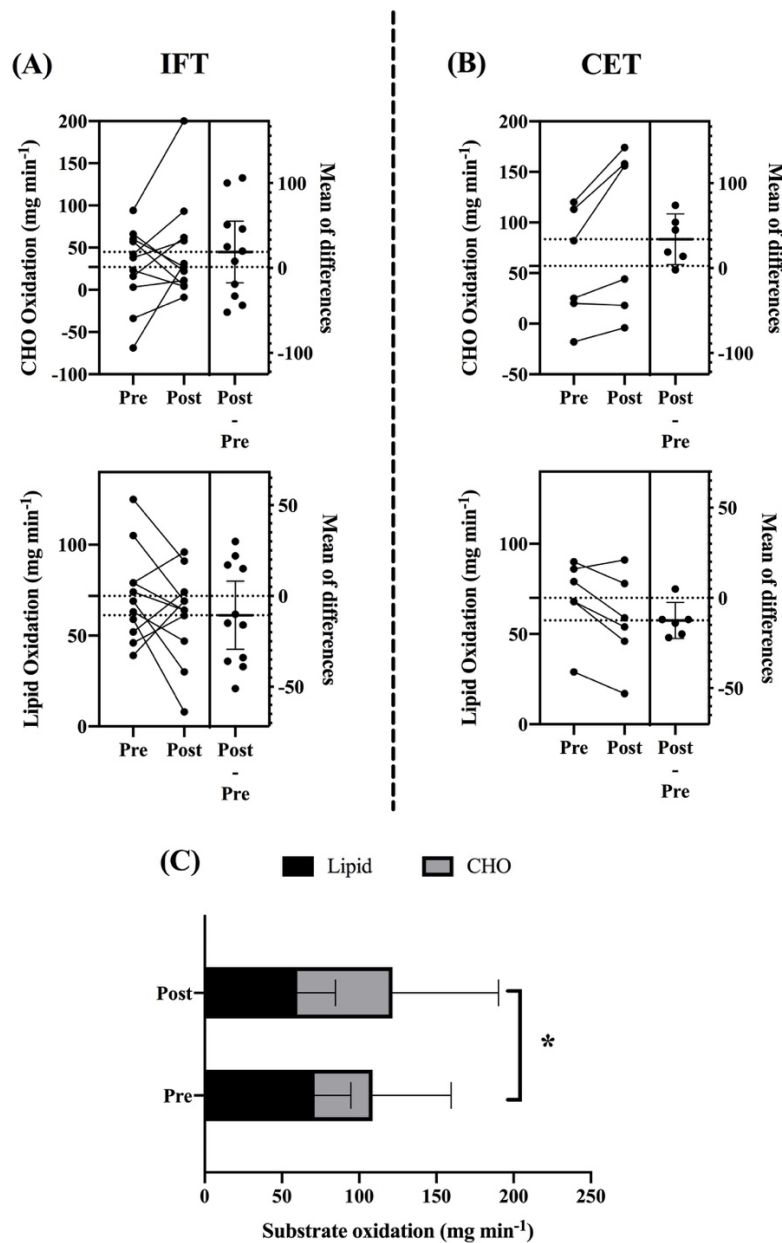 (A) IFT
CHO Oxidation (mg min⁻¹)
200
150
100
50
0
-50
-100
100
0
-100
Mean of differences
Pre Post Post
-
Pre
Lipid Oxidation (mg min⁻¹)
100
50
0
50
0
-50
Mean of differences
Pre Post Post
-
Pre
(B) CET
CHO Oxidation (mg min⁻¹)
200
150
100
50
0
-50
100
0
-100
Mean of differences
Pre Post Post
-
Pre
Lipid Oxidation (mg min⁻¹)
100
50
0
50
0
-50
Mean of differences
Pre Post Post
-
Pre
(C) Lipid CHO
Post
Pre
*
0 50 100 150 200 250
Substrate oxidation (mg min⁻¹)